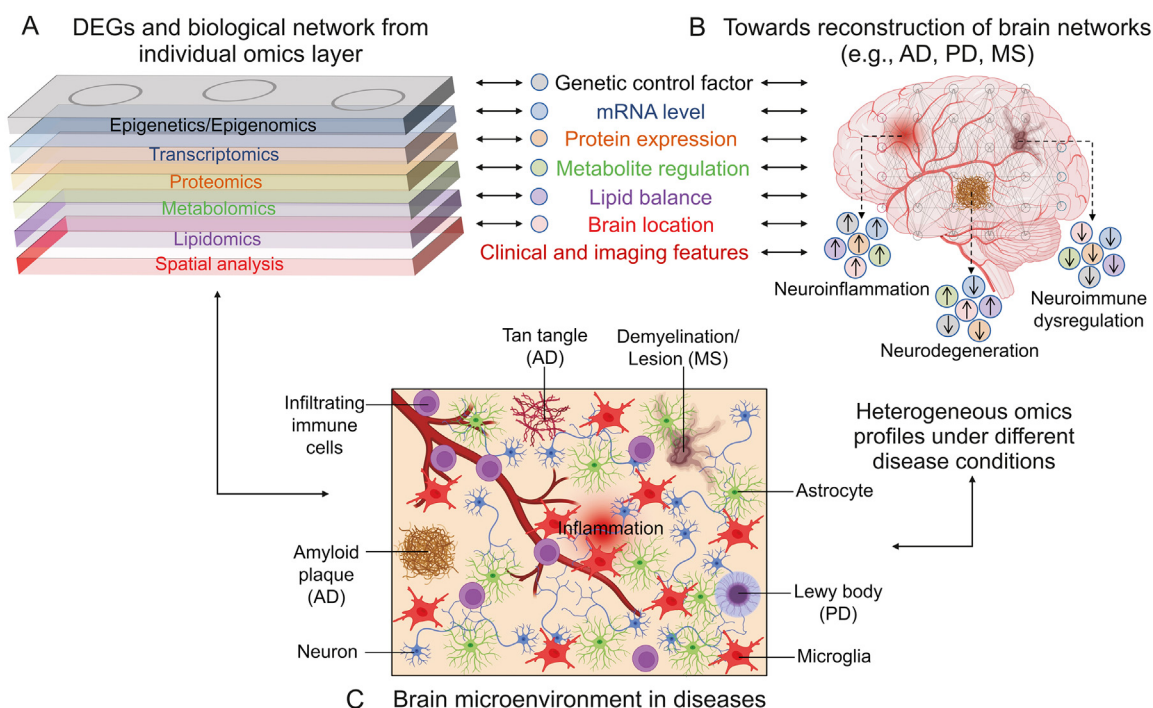 A
DEGs and biological network from
individual omics layer
B
Towards reconstruction of brain networks
(e.g., AD, PD, MS)
Epigenetics/Epigenomics
Transcriptomics
Proteomics
Metabolomics
Lipidomics
Spatial analysis
Genetic control factor
mRNA level
Protein expression
Metabolite regulation
Lipid balance
Brain location
Clinical and imaging features
Neuroinflammation
Neurodegeneration
Neuroimmune
dysregulation
Tan tangle
(AD)
Demyelination/
Lesion (MS)
Infiltrating
immune
cells
Amyloid
plaque
(AD)
Neuron
Inflammation
Astrocyte
Lewy body
(PD)
Microglia
Heterogeneous omics
profiles under different
disease conditions
C
Brain microenvironment in diseases